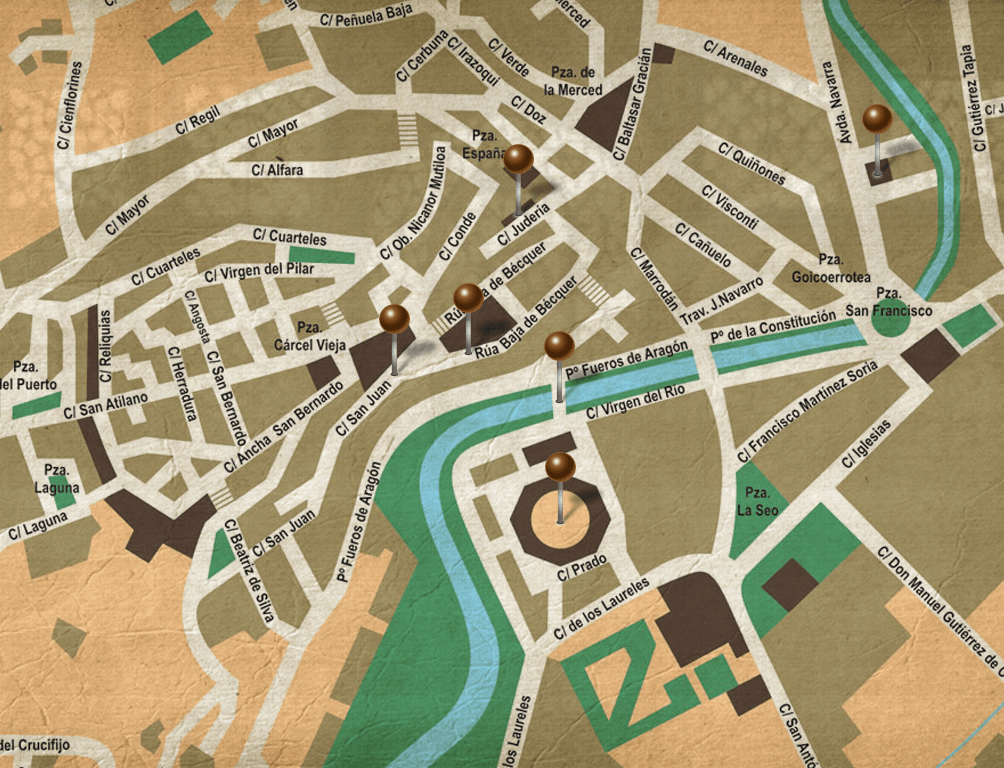 C/ Peñuela Baja
C/ Cerbuna
C/ Irazoqui
C/ Verde
C/ Arenales
Avda. Navarra
C/ Gutiérrez Tapia
C/ Cienflorines
Pza. de
la Merced
C/ Baltasar Gracián
C/ Regil
C/ Mayor
C/ Doz
Pza.
España
C/ Alfara
C/ Quiñones
C/ Ob. Nicanor Mutiloa
C/ Mayor
C/ Conde
C/ Judería
C/ Visconti
C/ Cuarteles
C/ Cañuelo
C/ Cuarteles
C/ Virgen del Pilar
C/ Marrodán
Pza.
Goicoerrotea
Trav. J.Navarro
Pza.
San Francisco
C/ Angosta
C/ Reliquias
Pza.
Cárcel Vieja
a de Bécquer
Rúa Baja de Bécquer
Pº de la Constitución
Pº Fueros de Aragón
C/ Herradura
C/ San Bernardo
Pza.
del Puerto
C/ San Atilano
C/ Ancha San Bernardo
C/ San Juan
C/ Virgen del Río
C/ Francisco Martínez Soria
C/ Iglesias
Pza.
Laguna
Pza.
La Seo
C/ Laguna
Pº Fueros de Aragón
C/ San Juan
C/ Beatriz de Silva
C/ Prado
C/ de los Laureles
C/ Don Manuel Gutiérrez de C
los Laureles
C/ San Antó
del Crucifijo